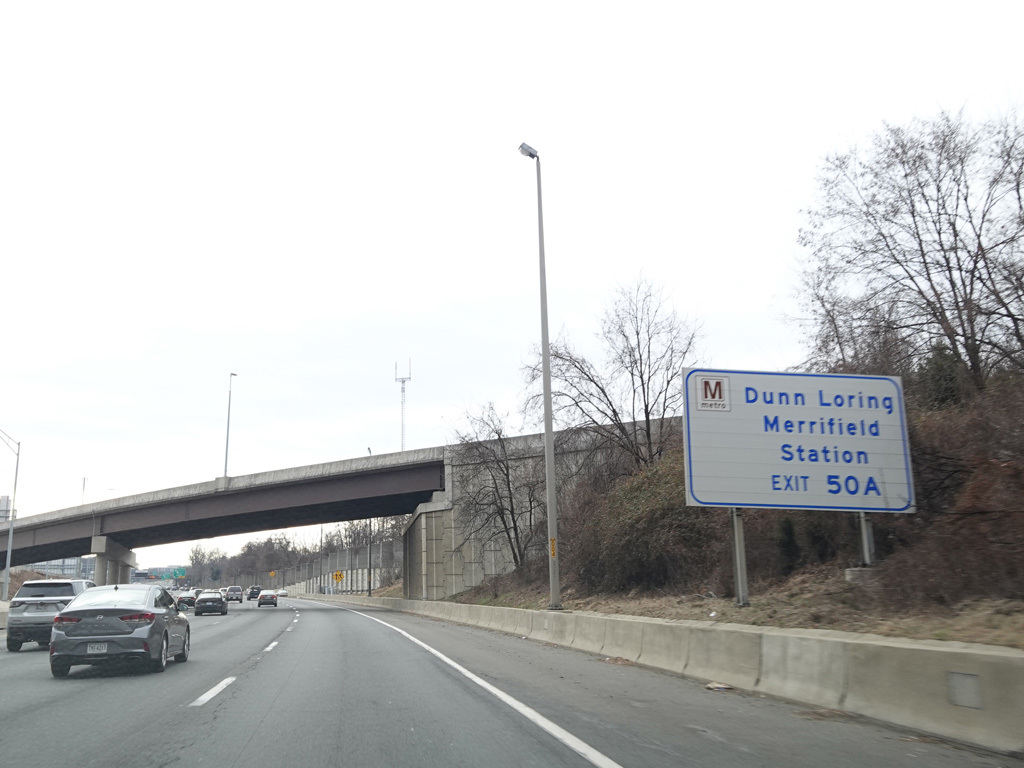 M
metro
Dunn Loring
Merrifield
Station
EXIT 50A